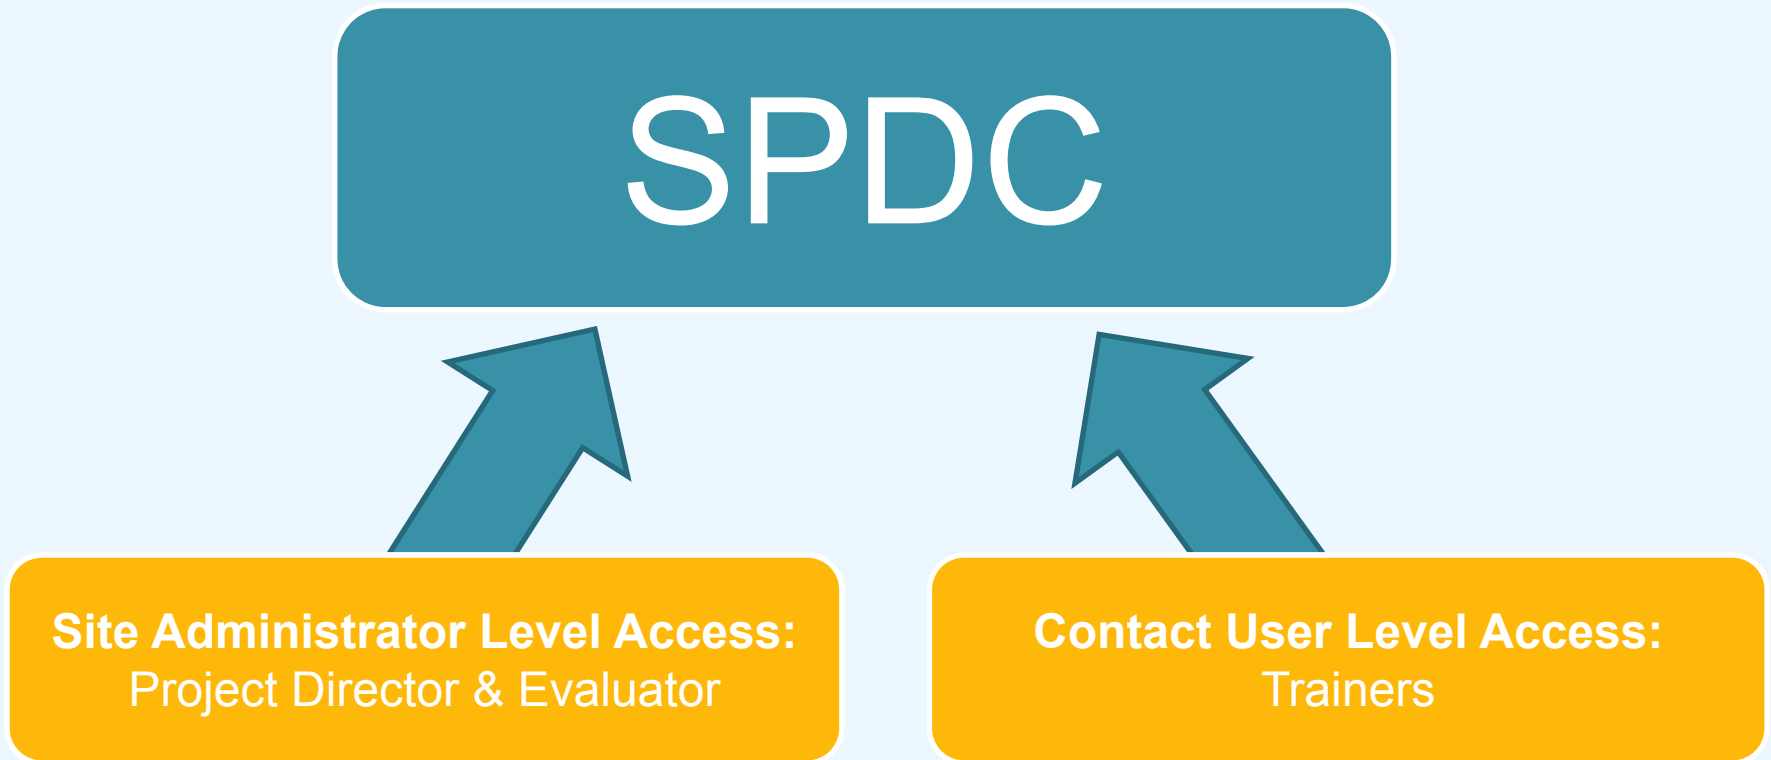 SPDC
Site Administrator Level Access:
Project Director & Evaluator
Contact User Level Access:
Trainers